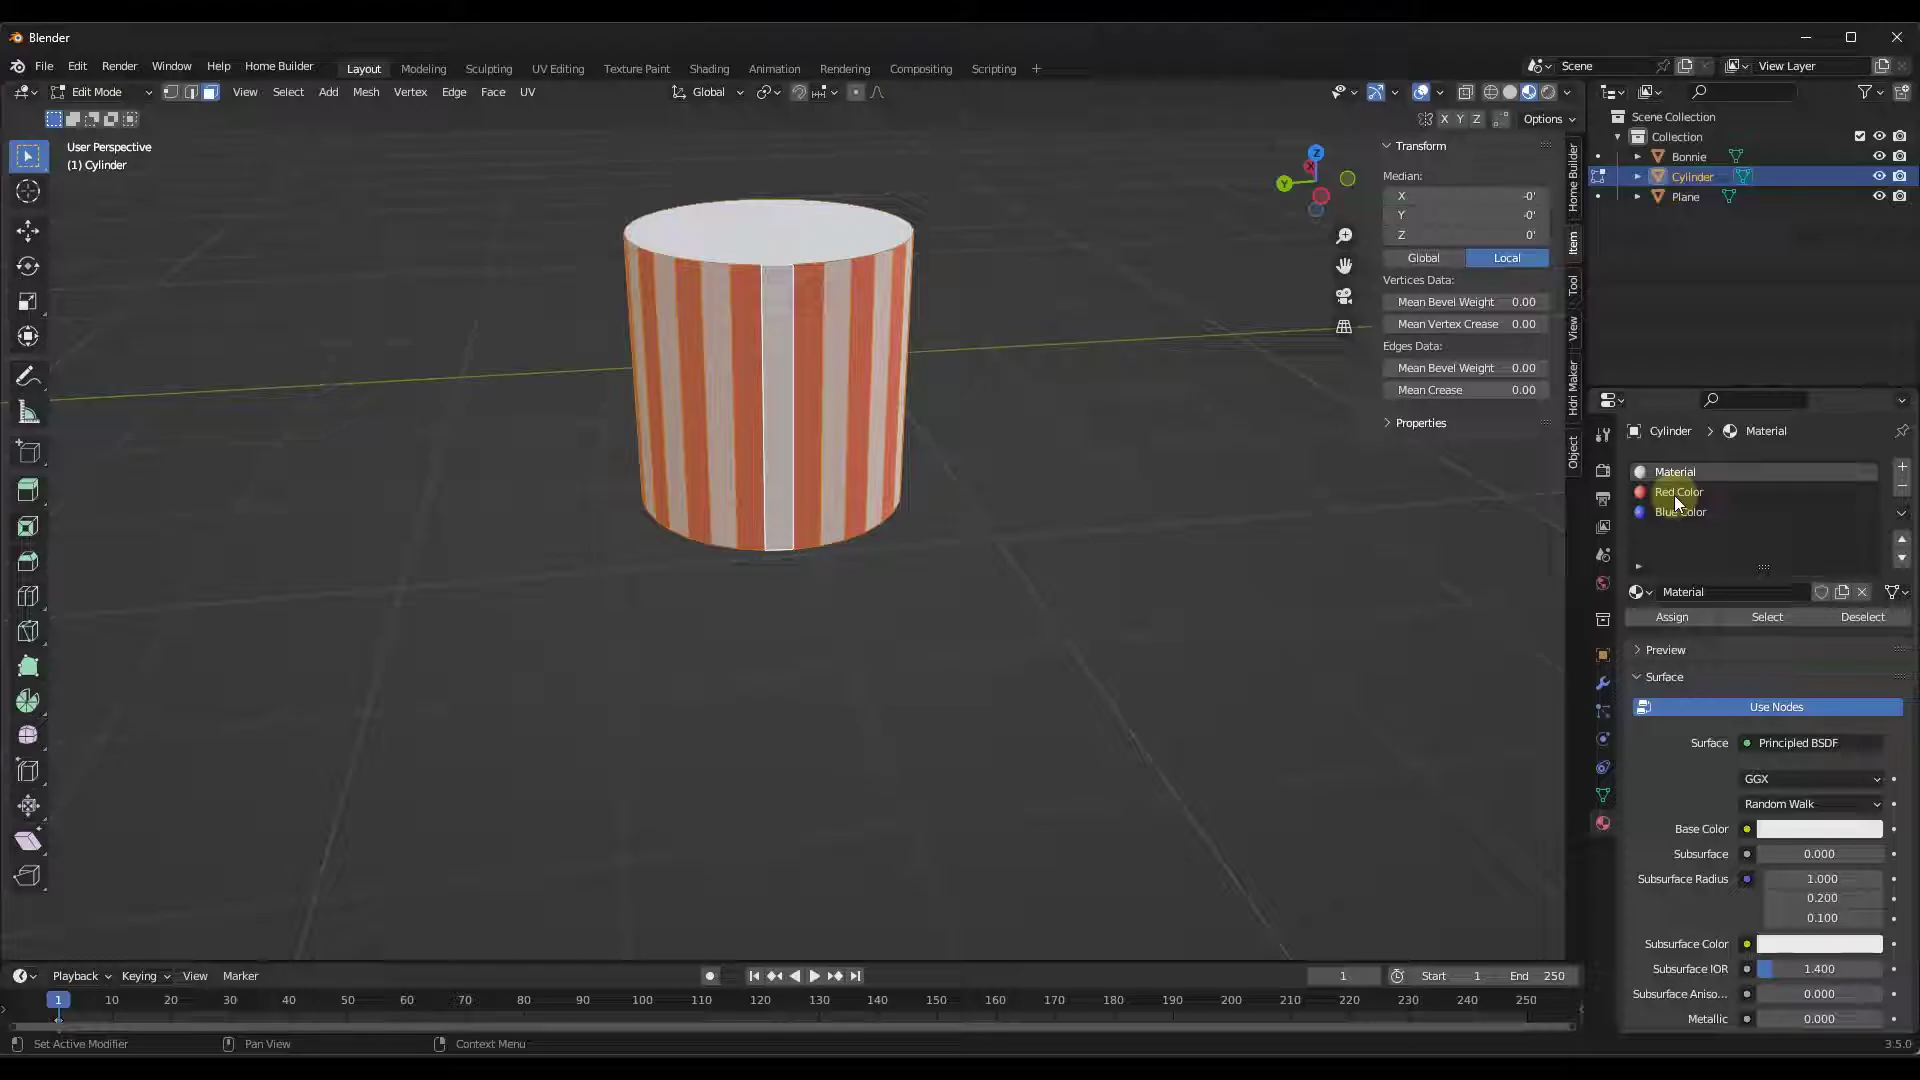 Blender
File Edit Render Window Help Home Builder
Layout Modeling Sculpting UV Editing Texture Paint Shading Animation Rendering Compositing Scripting +
Scene
View Layer
Edit Mode View Select Add Mesh Vertex Edge Face UV
Global
X Y Z Options
User Perspective
(1) Cylinder
Z
X
Y
Transform
Median:
X -0'
Y -0'
Z 0'
Global Local
Vertices Data:
Mean Bevel Weight 0.00
Mean Vertex Crease 0.00
Edges Data:
Mean Bevel Weight 0.00
Mean Crease 0.00
Properties
Home Builder
Item
Tool
View
Hdri Maker
Object
Scene Collection
Collection
Bonnie
Cylinder
Plane
Cylinder > Material
Material
Red Color
Blue Color
Material
Assign Select Deselect
Preview
Surface
Use Nodes
Surface Principled BSDF
GGX
Random Walk
Base Color
Subsurface 0.000
Subsurface Radius 1.000
0.200
0.100
Subsurface Color
Subsurface IOR 1.400
Subsurface Aniso... 0.000
Metallic 0.000
Playback Keying View Marker
1 Start 1 End 250
1 10 20 30 40 50 60 70 80 90 100 110 120 130 140 150 160 170 180 190 200 210 220 230 240 250
Set Active Modifier Pan View Context Menu
3.5.0